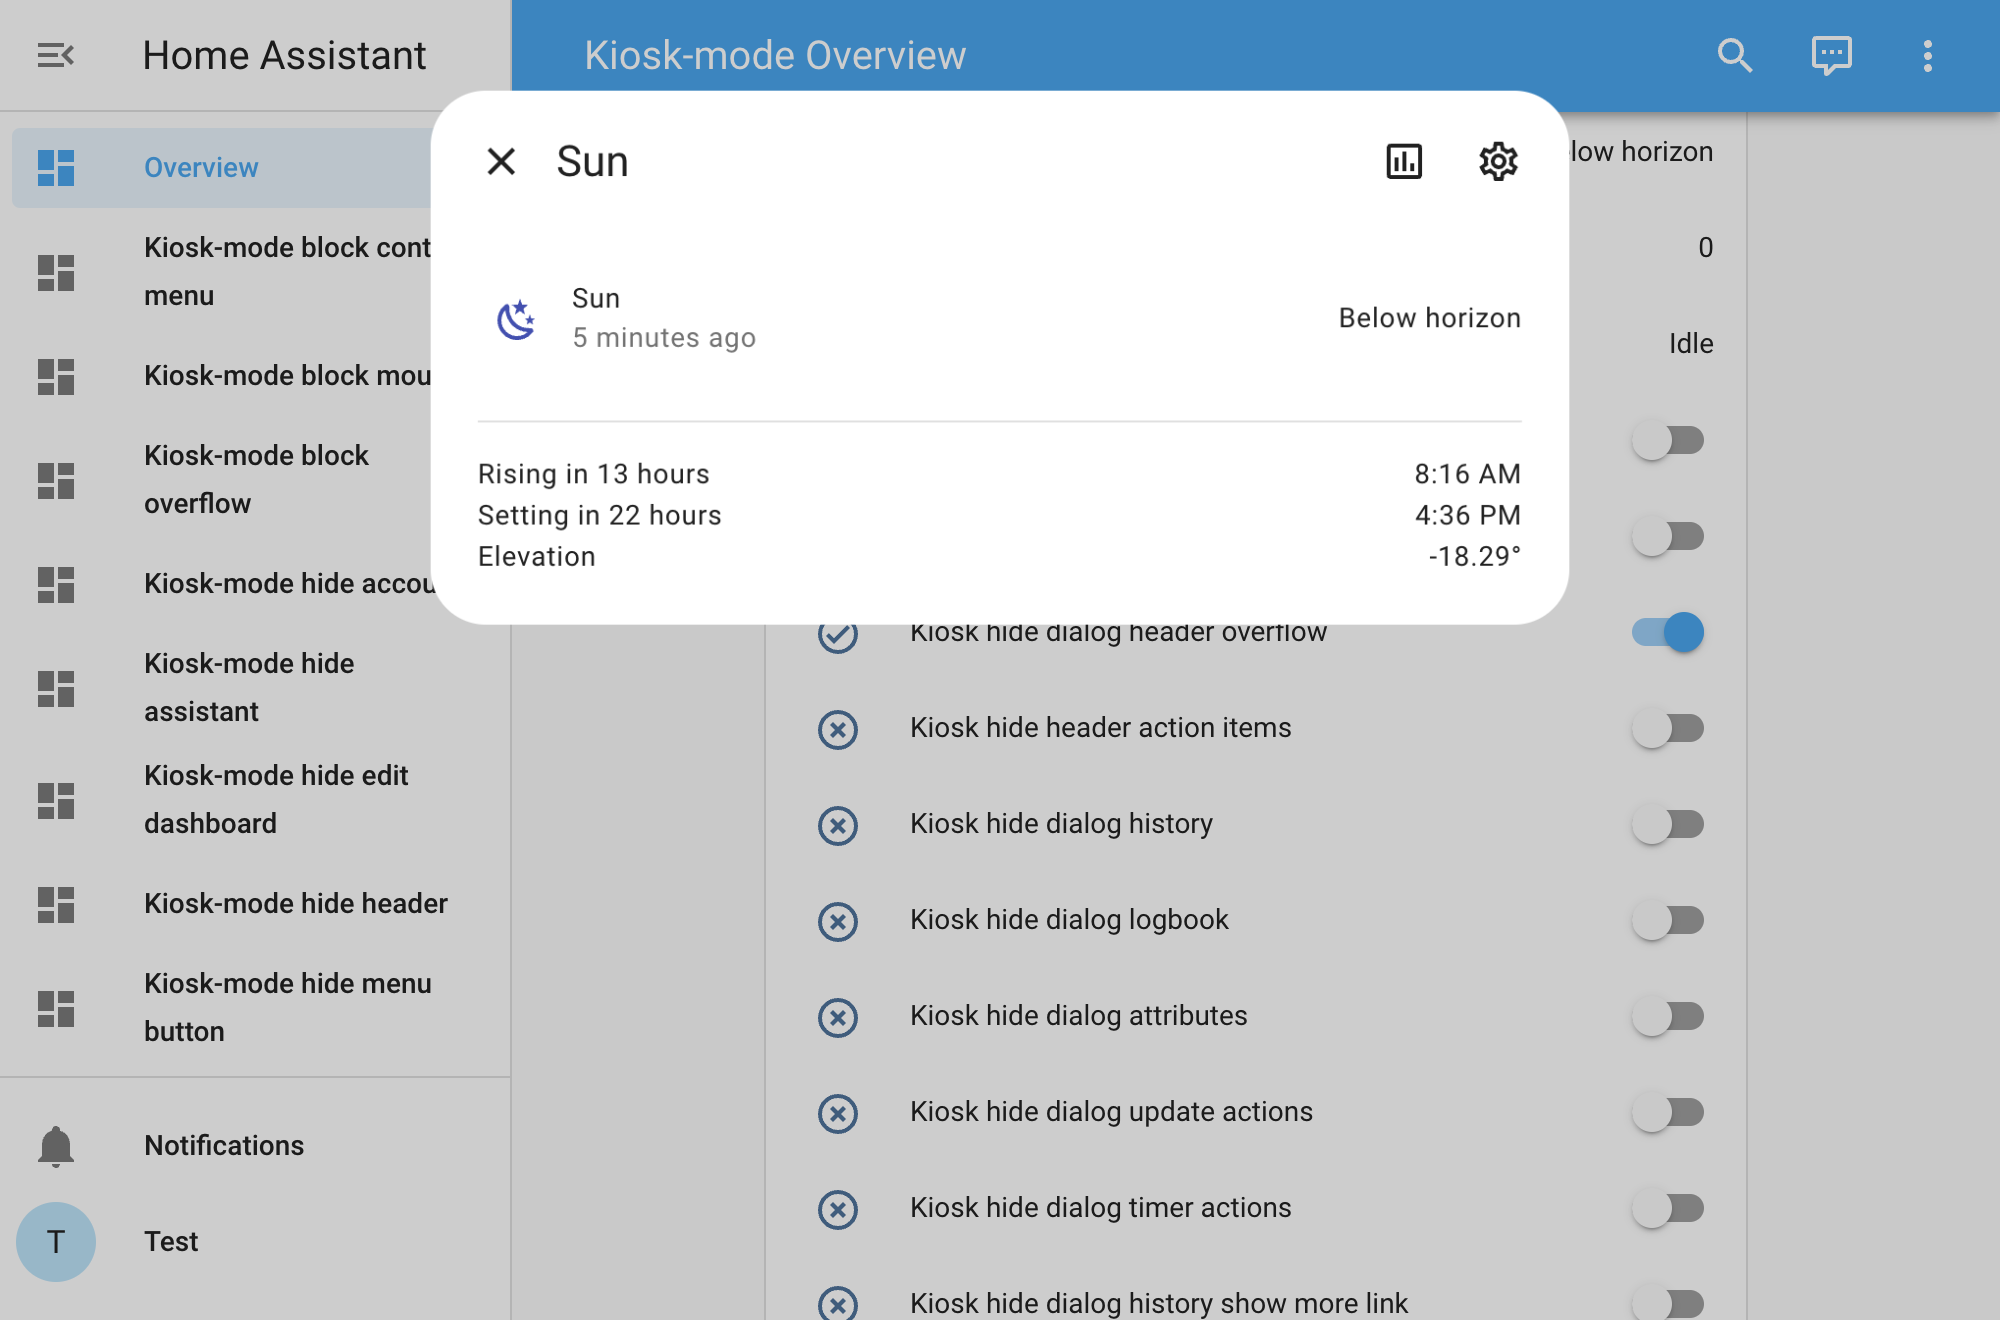 Home Assistant
Kiosk-mode Overview
Overview
Kiosk-mode block cont
menu
Kiosk-mode block mou
Kiosk-mode block
overflow
Kiosk-mode hide accou
Kiosk-mode hide
assistant
Kiosk-mode hide edit
dashboard
Kiosk-mode hide header
Kiosk-mode hide menu
button
Notifications
T
Test
Sun
Sun
5 minutes ago
Below horizon
Rising in 13 hours
8:16 AM
Setting in 22 hours
4:36 PM
Elevation
-18.29°
low horizon
0
Idle
Kiosk hide dialog header overflow
Kiosk hide header action items
Kiosk hide dialog history
Kiosk hide dialog logbook
Kiosk hide dialog attributes
Kiosk hide dialog update actions
Kiosk hide dialog timer actions
Kiosk hide dialog history show more link